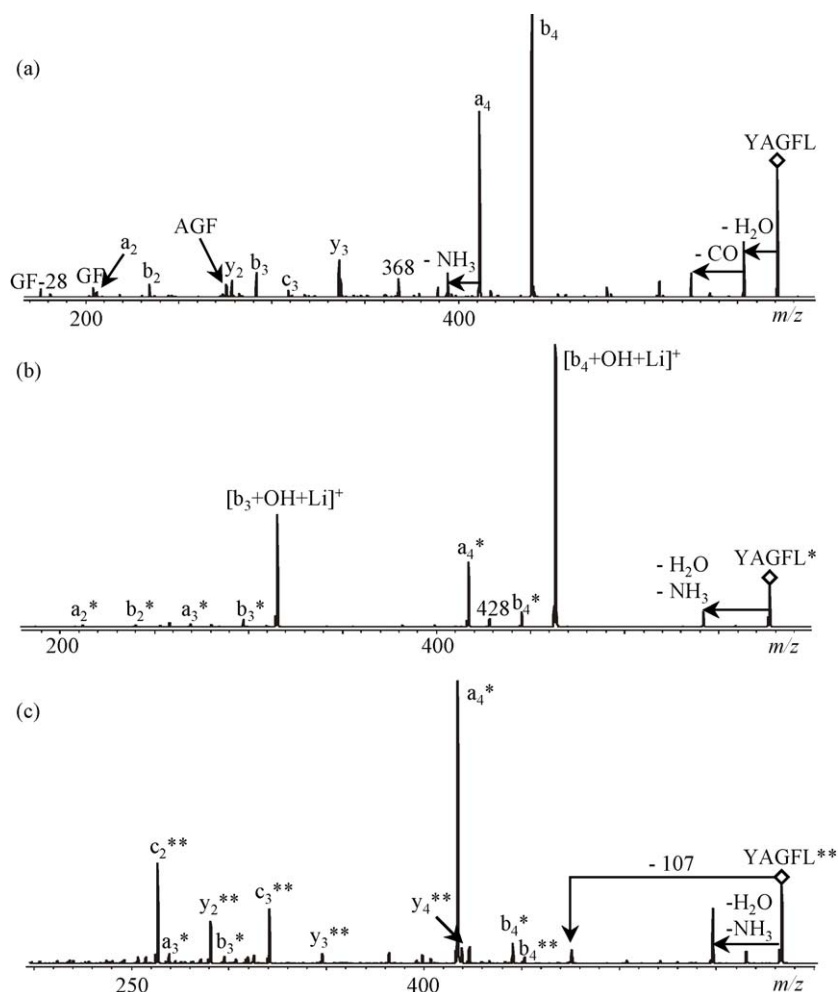 (a)
b4
a4
YAGFL
- H2O
- CO
AGF
a2
- NH3
y3
GF-28
GF
b2
y2
b3
c3
368
200
400
m/z
(b)
[b4+OH+Li]+
[b3+OH+Li]+
a4*
- H2O
- NH3
YAGFL*
a2*
b2*
a3*
b3*
428
b4*
200
400
m/z
(c)
a4*
c2**
- 107
YAGFL**
y2**
c3**
y4**
-H2O
-NH3
a3*
b3*
y3**
b4*
b4**
250
400
m/z